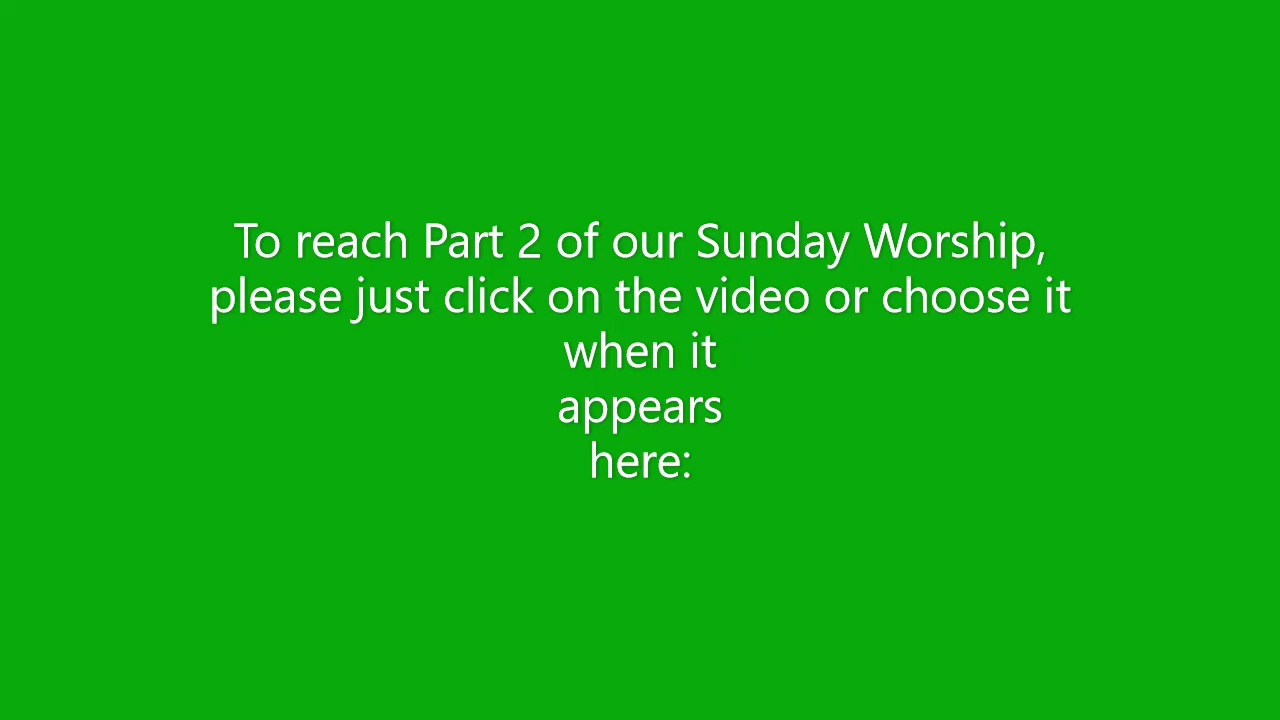 To reach Part 2 of our Sunday Worship,
please just click on the video or choose it
when it
appears
here: